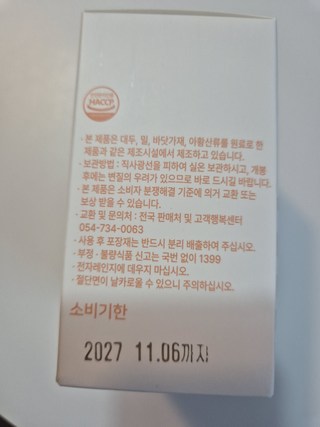 HACCP
· 본 제품은 대두, 밀, 바닷가재, 아황산류를 원료로 한
제품과 같은 제조시설에서 제조하고 있습니다.
· 보관방법 : 직사광선을 피하여 실온 보관하시고, 개봉
후에는 변질의 우려가 있으므로 바로 드시길 바랍니다.
· 본 제품은 소비자 분쟁해결 기준에 의거 교환 또는
보상 받을 수 있습니다.
· 교환 및 문의처 : 전국 판매처 및 고객행복센터
054-734-0063
· 사용 후 포장재는 반드시 분리 배출하여 주십시오.
· 부정 · 불량식품 신고는 국번 없이 1399
· 전자레인지에 데우지 마십시오.
· 절단면이 날카로울 수 있으니 주의하십시오.
소비기한
2027 11.06까지